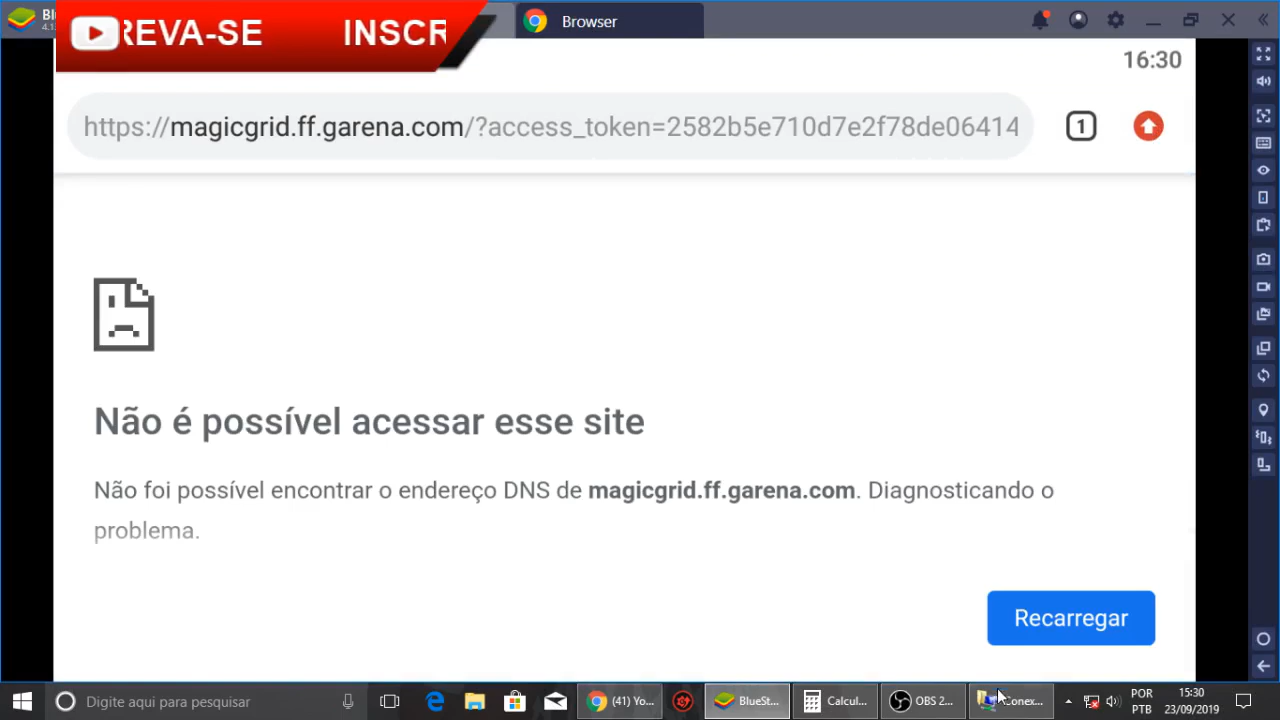 REVA-SE INSCR
Browser
16:30
https://magicgrid.ff.garena.com/?access_token=2582b5e710d7e2f78de06414
1
Não é possível acessar esse site
Não foi possível encontrar o endereço DNS de magicgrid.ff.garena.com. Diagnosticando o
problema.
Recarregar
Digite aqui para pesquisar
(41) Yo...
BlueSt...
Calcul...
OBS 2...
Conex...
POR
PTB
15:30
23/09/2019